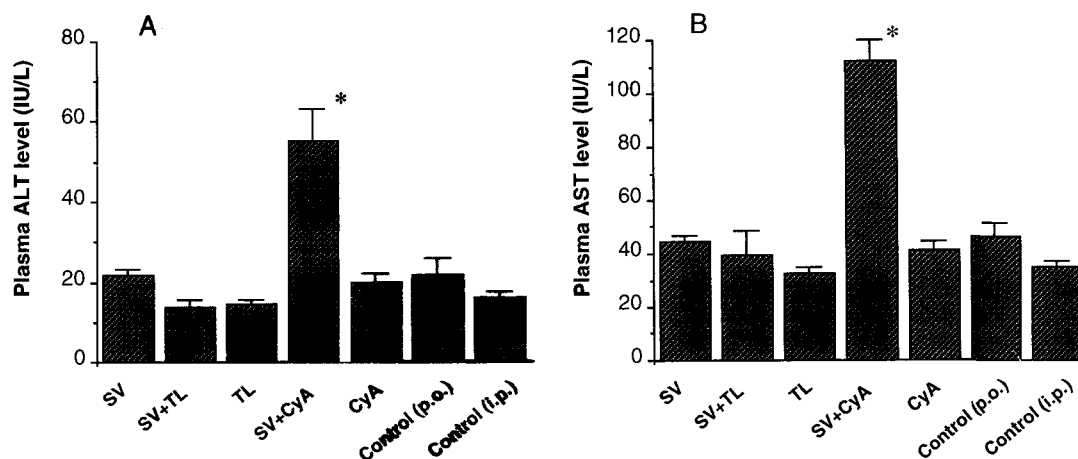 A
Plasma ALT level (IU/L)
80
60
40
20
0
*
SV
SV+TL
TL
SV+CyA
CyA
Control (p.o.)
Control (i.p.)
B
Plasma AST level (IU/L)
120
100
80
60
40
20
0
*
SV
SV+TL
TL
SV+CyA
CyA
Control (p.o.)
Control (i.p.)